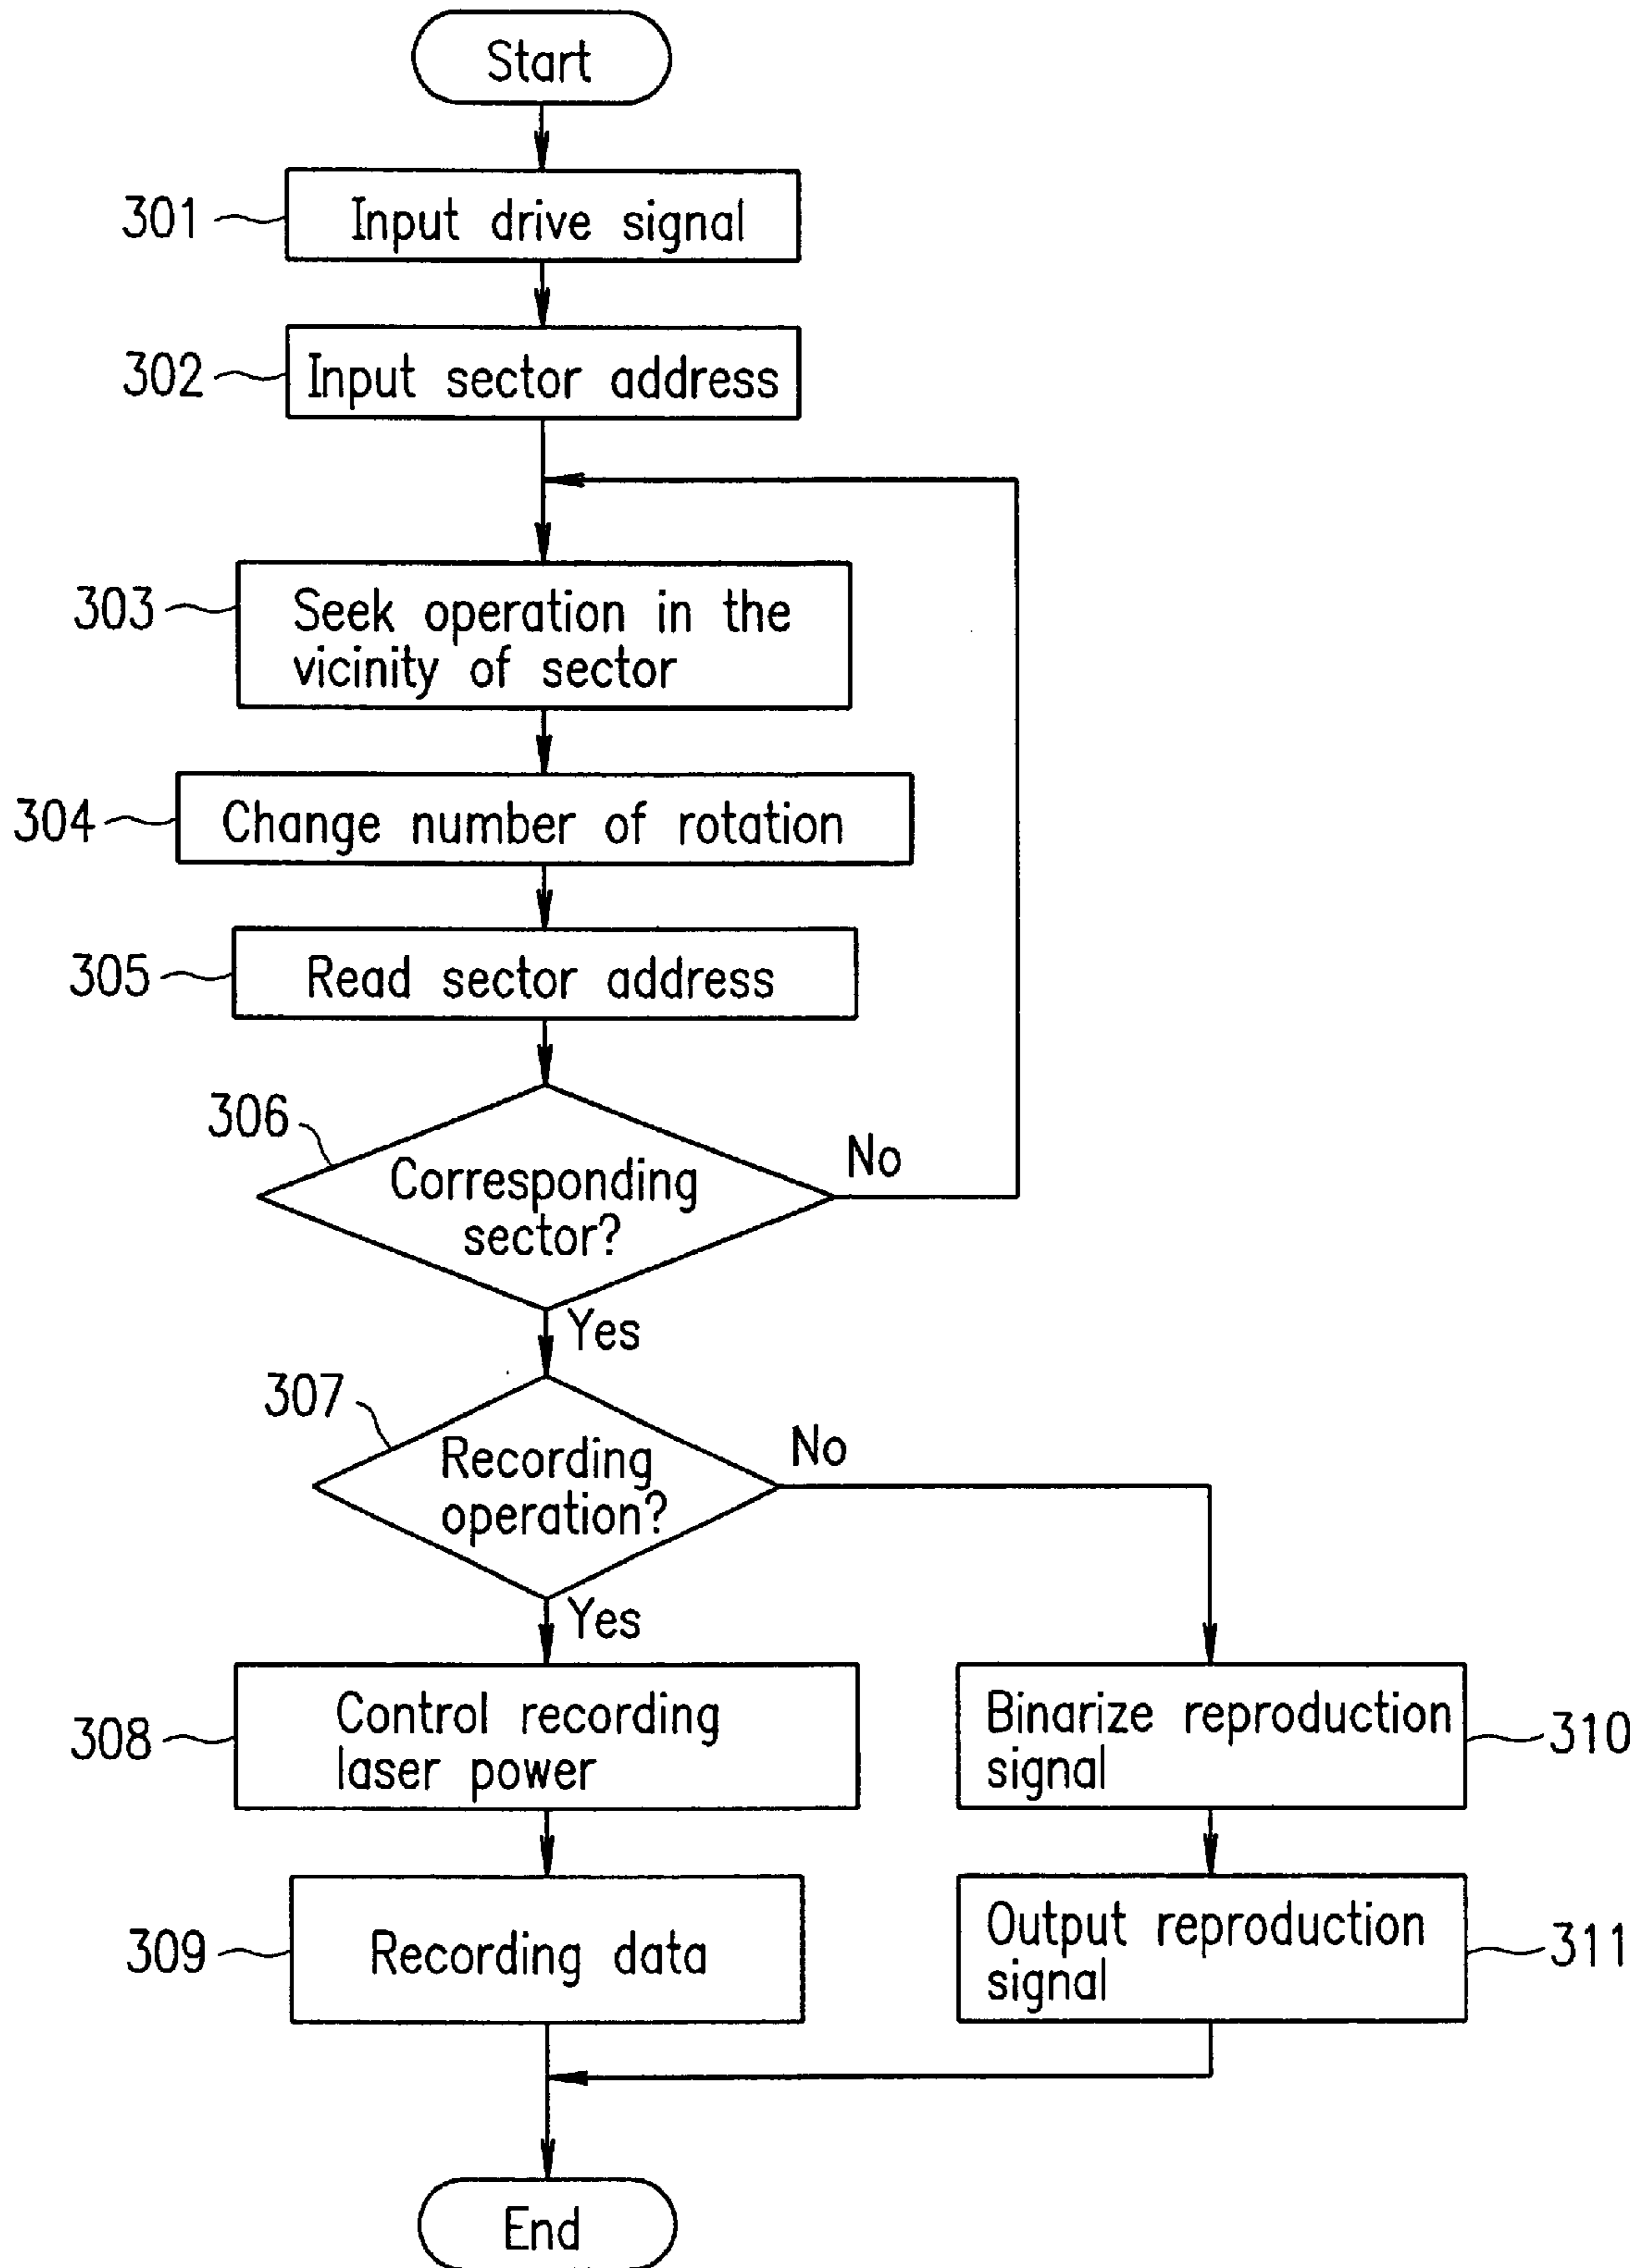 Start
301
Input drive signal
302
Input sector address
303
Seek operation in the
vicinity of sector
304
Change number of rotation
305
Read sector address
306
Corresponding
sector?
No
Yes
307
Recording
operation?
No
Yes
308
Control recording
laser power
Binarize reproduction
signal
310
309
Recording data
Output reproduction
signal
311
End